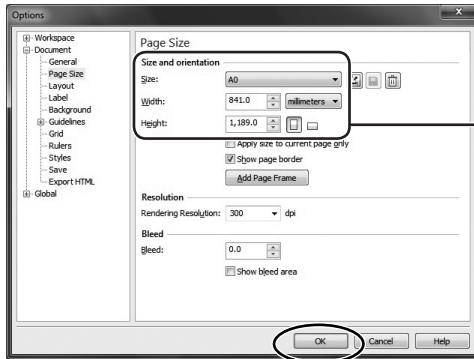 Options
Workspace
Document
General
Page Size
Layout
Label
Background
Guidelines
Grid
Rulers
Styles
Save
Export HTML
Global
Page Size
Size and orientation
Size: A0
Width: 841.0 millimeters
Height: 1,189.0
Apply size to current page only
Show page border
Add Page Frame
Resolution
Rendering Resolution: 300 dpi
Bleed
Bleed: 0.0
Show bleed area
OK Cancel Help